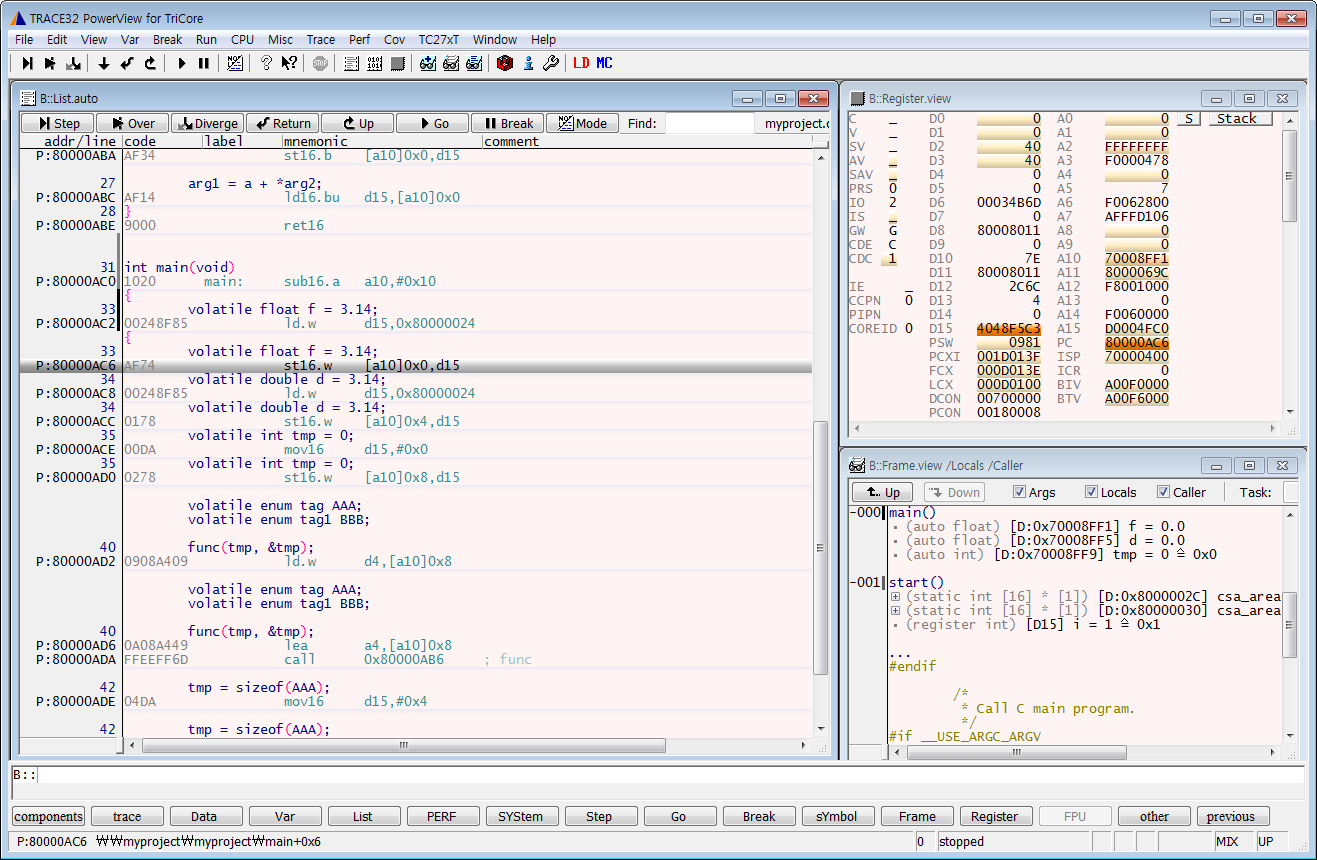 TRACE32 PowerView for TriCore
File Edit View Var Break Run CPU Misc Trace Perf Cov TC27xT Window Help
LD MC
B::List.auto
Step Over Diverge Return Up Go Break Mode Find: myproject.c
addr/line code label mnemonic comment
P:80000ABA AF34 st16.b [a10]0x0,d15
27 arg1 = a + *arg2;
P:80000ABC AF14 ld16.bu d15,[a10]0x0
28 }
P:80000ABE 9000 ret16
31 int main(void)
P:80000AC0 1020 main: sub16.a a10,#0x10
{
33 volatile float f = 3.14;
P:80000AC2 00248F85 ld.w d15,0x80000024
{
33 volatile float f = 3.14;
P:80000AC6 AF74 st16.w [a10]0x0,d15
34 volatile double d = 3.14;
P:80000AC8 00248F85 ld.w d15,0x80000024
34 volatile double d = 3.14;
P:80000ACC 0178 st16.w [a10]0x4,d15
35 volatile int tmp = 0;
P:80000ACE 00DA mov16 d15,#0x0
35 volatile int tmp = 0;
P:80000AD0 0278 st16.w [a10]0x8,d15
volatile enum tag AAA;
volatile enum tag1 BBB;
40 func(tmp, &tmp);
P:80000AD2 0908A409 ld.w d4,[a10]0x8
volatile enum tag AAA;
volatile enum tag1 BBB;
40 func(tmp, &tmp);
P:80000AD6 0A08A449 lea a4,[a10]0x8
P:80000ADA FFEEFF6D call 0x80000AB6 ; func
42 tmp = sizeof(AAA);
P:80000ADE 04DA mov16 d15,#0x4
42 tmp = sizeof(AAA);
B::Register.view
C _ D0 0 A0 0 S Stack
V _ D1 0 A1 0
SV _ D2 40 A2 FFFFFFFF
AV _ D3 40 A3 F0000478
SAV _ D4 0 A4 0
PRS 0 D5 0 A5 7
IO 2 D6 00034B6D A6 F0062800
IS _ D7 0 A7 AFFFD106
GW G D8 80008011 A8 0
CDE C D9 0 A9 0
CDC 1 D10 7E A10 70008FF1
D11 80008011 A11 8000069C
IE _ D12 2C6C A12 F8001000
CCPN 0 D13 4 A13 0
PIPN D14 0 A14 F0060000
COREID 0 D15 4048F5C3 A15 D0004FC0
PSW 0981 PC 80000AC6
PCXI 001D013F ISP 70000400
FCX 000D013E ICR 0
LCX 000D0100 BIV A00F0000
DCON 00700000 BTV A00F6000
PCON 00180008
B::Frame.view /Locals /Caller
Up Down Args Locals Caller Task:
-000 main()
(auto float) [D:0x70008FF1] f = 0.0
(auto float) [D:0x70008FF5] d = 0.0
(auto int) [D:0x70008FF9] tmp = 0 ≙ 0x0
-001 start()
(static int [16] * [1]) [D:0x8000002C] csa_area
(static int [16] * [1]) [D:0x80000030] csa_area
(register int) [D15] i = 1 ≙ 0x1
...
#endif
/*
* Call C main program.
*/
#if __USE_ARGC_ARGV
B::
components trace Data Var List PERF SYStem Step Go Break sYmbol Frame Register FPU other previous
P:80000AC6 ₩₩myproject₩myproject₩main+0x6 0 stopped MIX UP